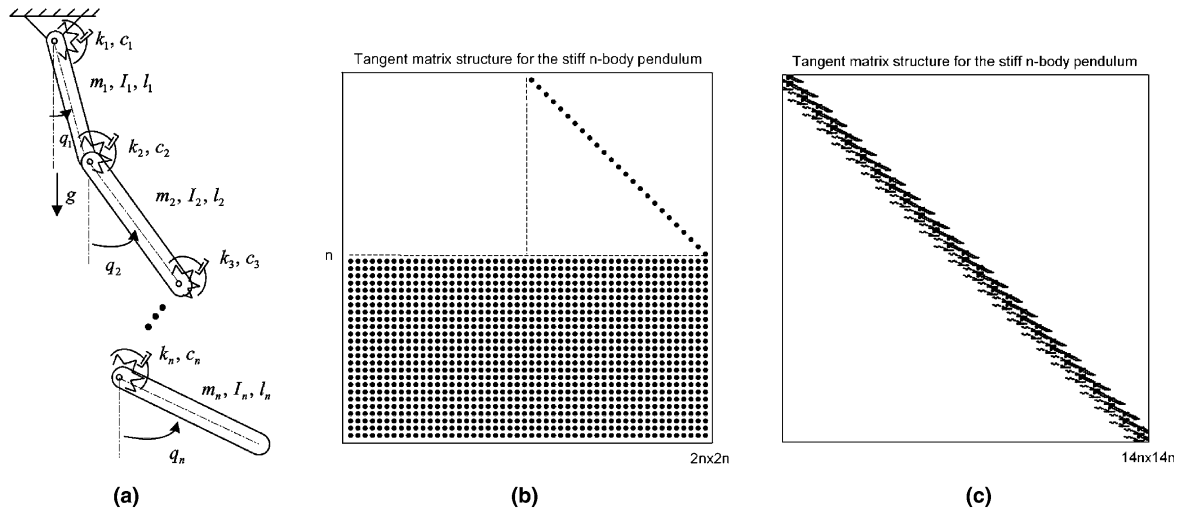 k₁, c₁
m₁, I₁, l₁
q₁
k₂, c₂
g
m₂, I₂, l₂
q₂
k₃, c₃
kₙ, cₙ
mₙ, Iₙ, lₙ
qₙ
(a)
Tangent matrix structure for the stiff n-body pendulum
n
2nx2n
(b)
Tangent matrix structure for the stiff n-body pendulum
14nx14n
(c)